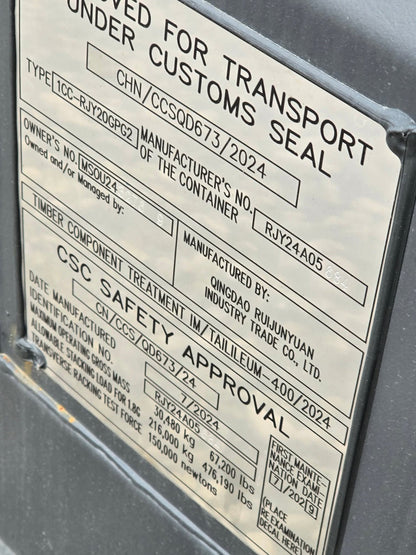 OVED FOR TRANSPORT
UNDER CUSTOMS SEAL
CHN/CCSQD673/2024
TYPE 1CC-RJY20GPG2
MANUFACTURER'S NO.
OF THE CONTAINER
RJY24A05
OWNER'S NO. MSDU24
Owned and/or Managed by:
MANUFACTURED BY:
QINGDAO RUIJUNYUAN
INDUSTRY TRADE CO., LTD.
TIMBER COMPONENT TREATMENT IM/TAILILEUM-400/2024
CSC SAFETY APPROVAL
CN/CCS/QD673/24
DATE MANUFACTURED 7/2024
IDENTIFICATION NO. RJY24A05
MAXIMUM OPERATING GROSS MASS 30,480 kg 67,200 lbs
ALLOWABLE STACKING LOAD FOR 1.8G 216,000 kg 476,190 lbs
TRANSVERSE RACKING TEST FORCE 150,000 newtons
FIRST MAINTE-
NANCE EXAMI-
NATION DATE
7/2029
PLACE
RE EXAMINATION
DECAL HERE